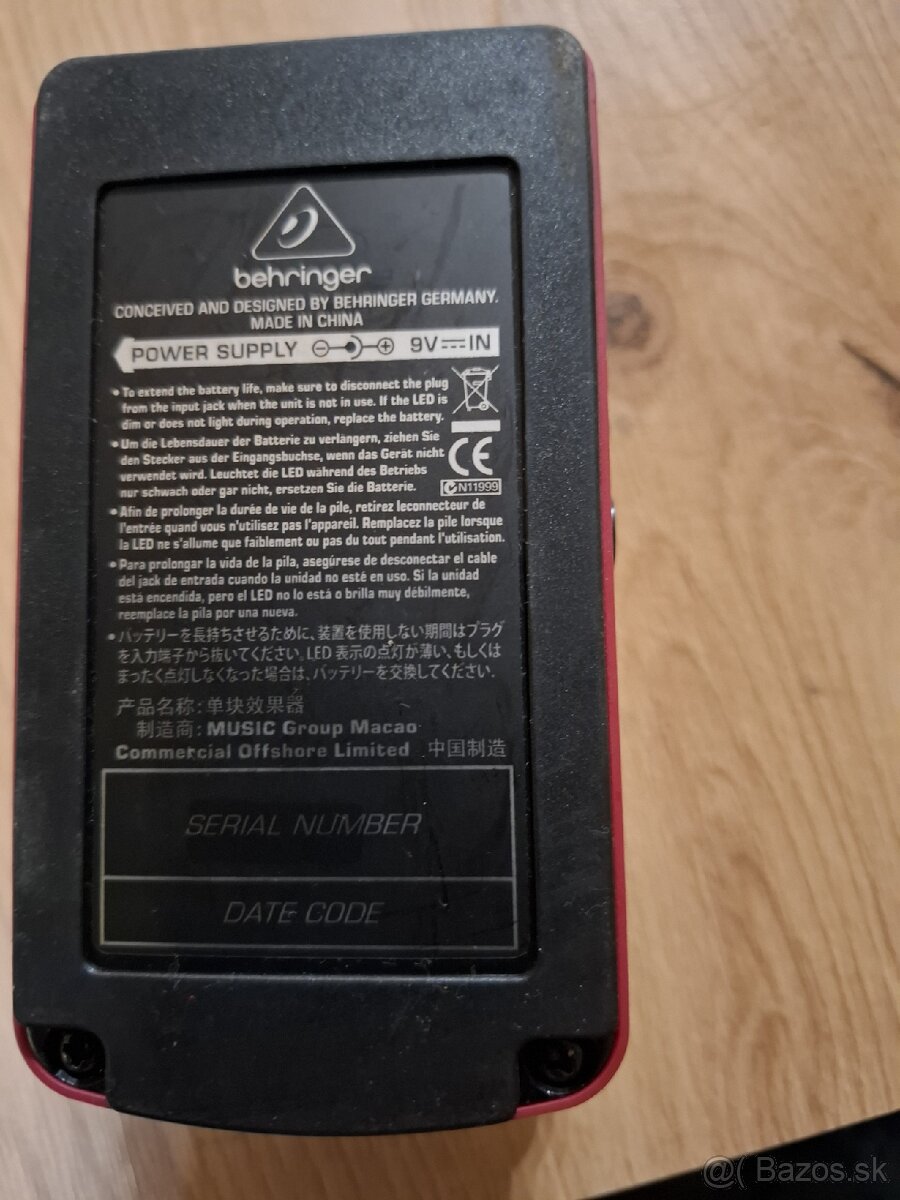 behringer
CONCEIVED AND DESIGNED BY BEHRINGER GERMANY.
MADE IN CHINA
POWER SUPPLY 9V IN
• To extend the battery life, make sure to disconnect the plug
from the input jack when the unit is not in use. If the LED is
dim or does not light during operation, replace the battery.
• Um die Lebensdauer der Batterie zu verlängern, ziehen Sie
den Stecker aus der Eingangsbuchse, wenn das Gerät nicht
verwendet wird. Leuchtet die LED während des Betriebs
nur schwach oder gar nicht, ersetzen Sie die Batterie.
CE
N11999
• Afin de prolonger la durée de vie de la pile, retirez leconnecteur de
l'entrée quand vous n'utilisez pas l'appareil. Remplacez la pile lorsque
la LED ne s'allume que faiblement ou pas du tout pendant l'utilisation.
• Para prolongar la vida de la pila, asegúrese de desconectar el cable
del jack de entrada cuando la unidad no esté en uso. Si la unidad
está encendida, pero el LED no lo está o brilla muy débilmente,
reemplace la pila por una nueva.
• バッテリーを長持ちさせるために、装置を使用しない期間はプラグ
を入力端子から抜いてください。LED 表示の点灯が薄い、もしくは
まったく点灯しなくなった場合は、バッテリーを交換してください.
产品名称: 单块效果器
制造商: MUSIC Group Macao
Commercial Offshore Limited 中国制造
SERIAL NUMBER
DATE CODE
@( Bazos.sk